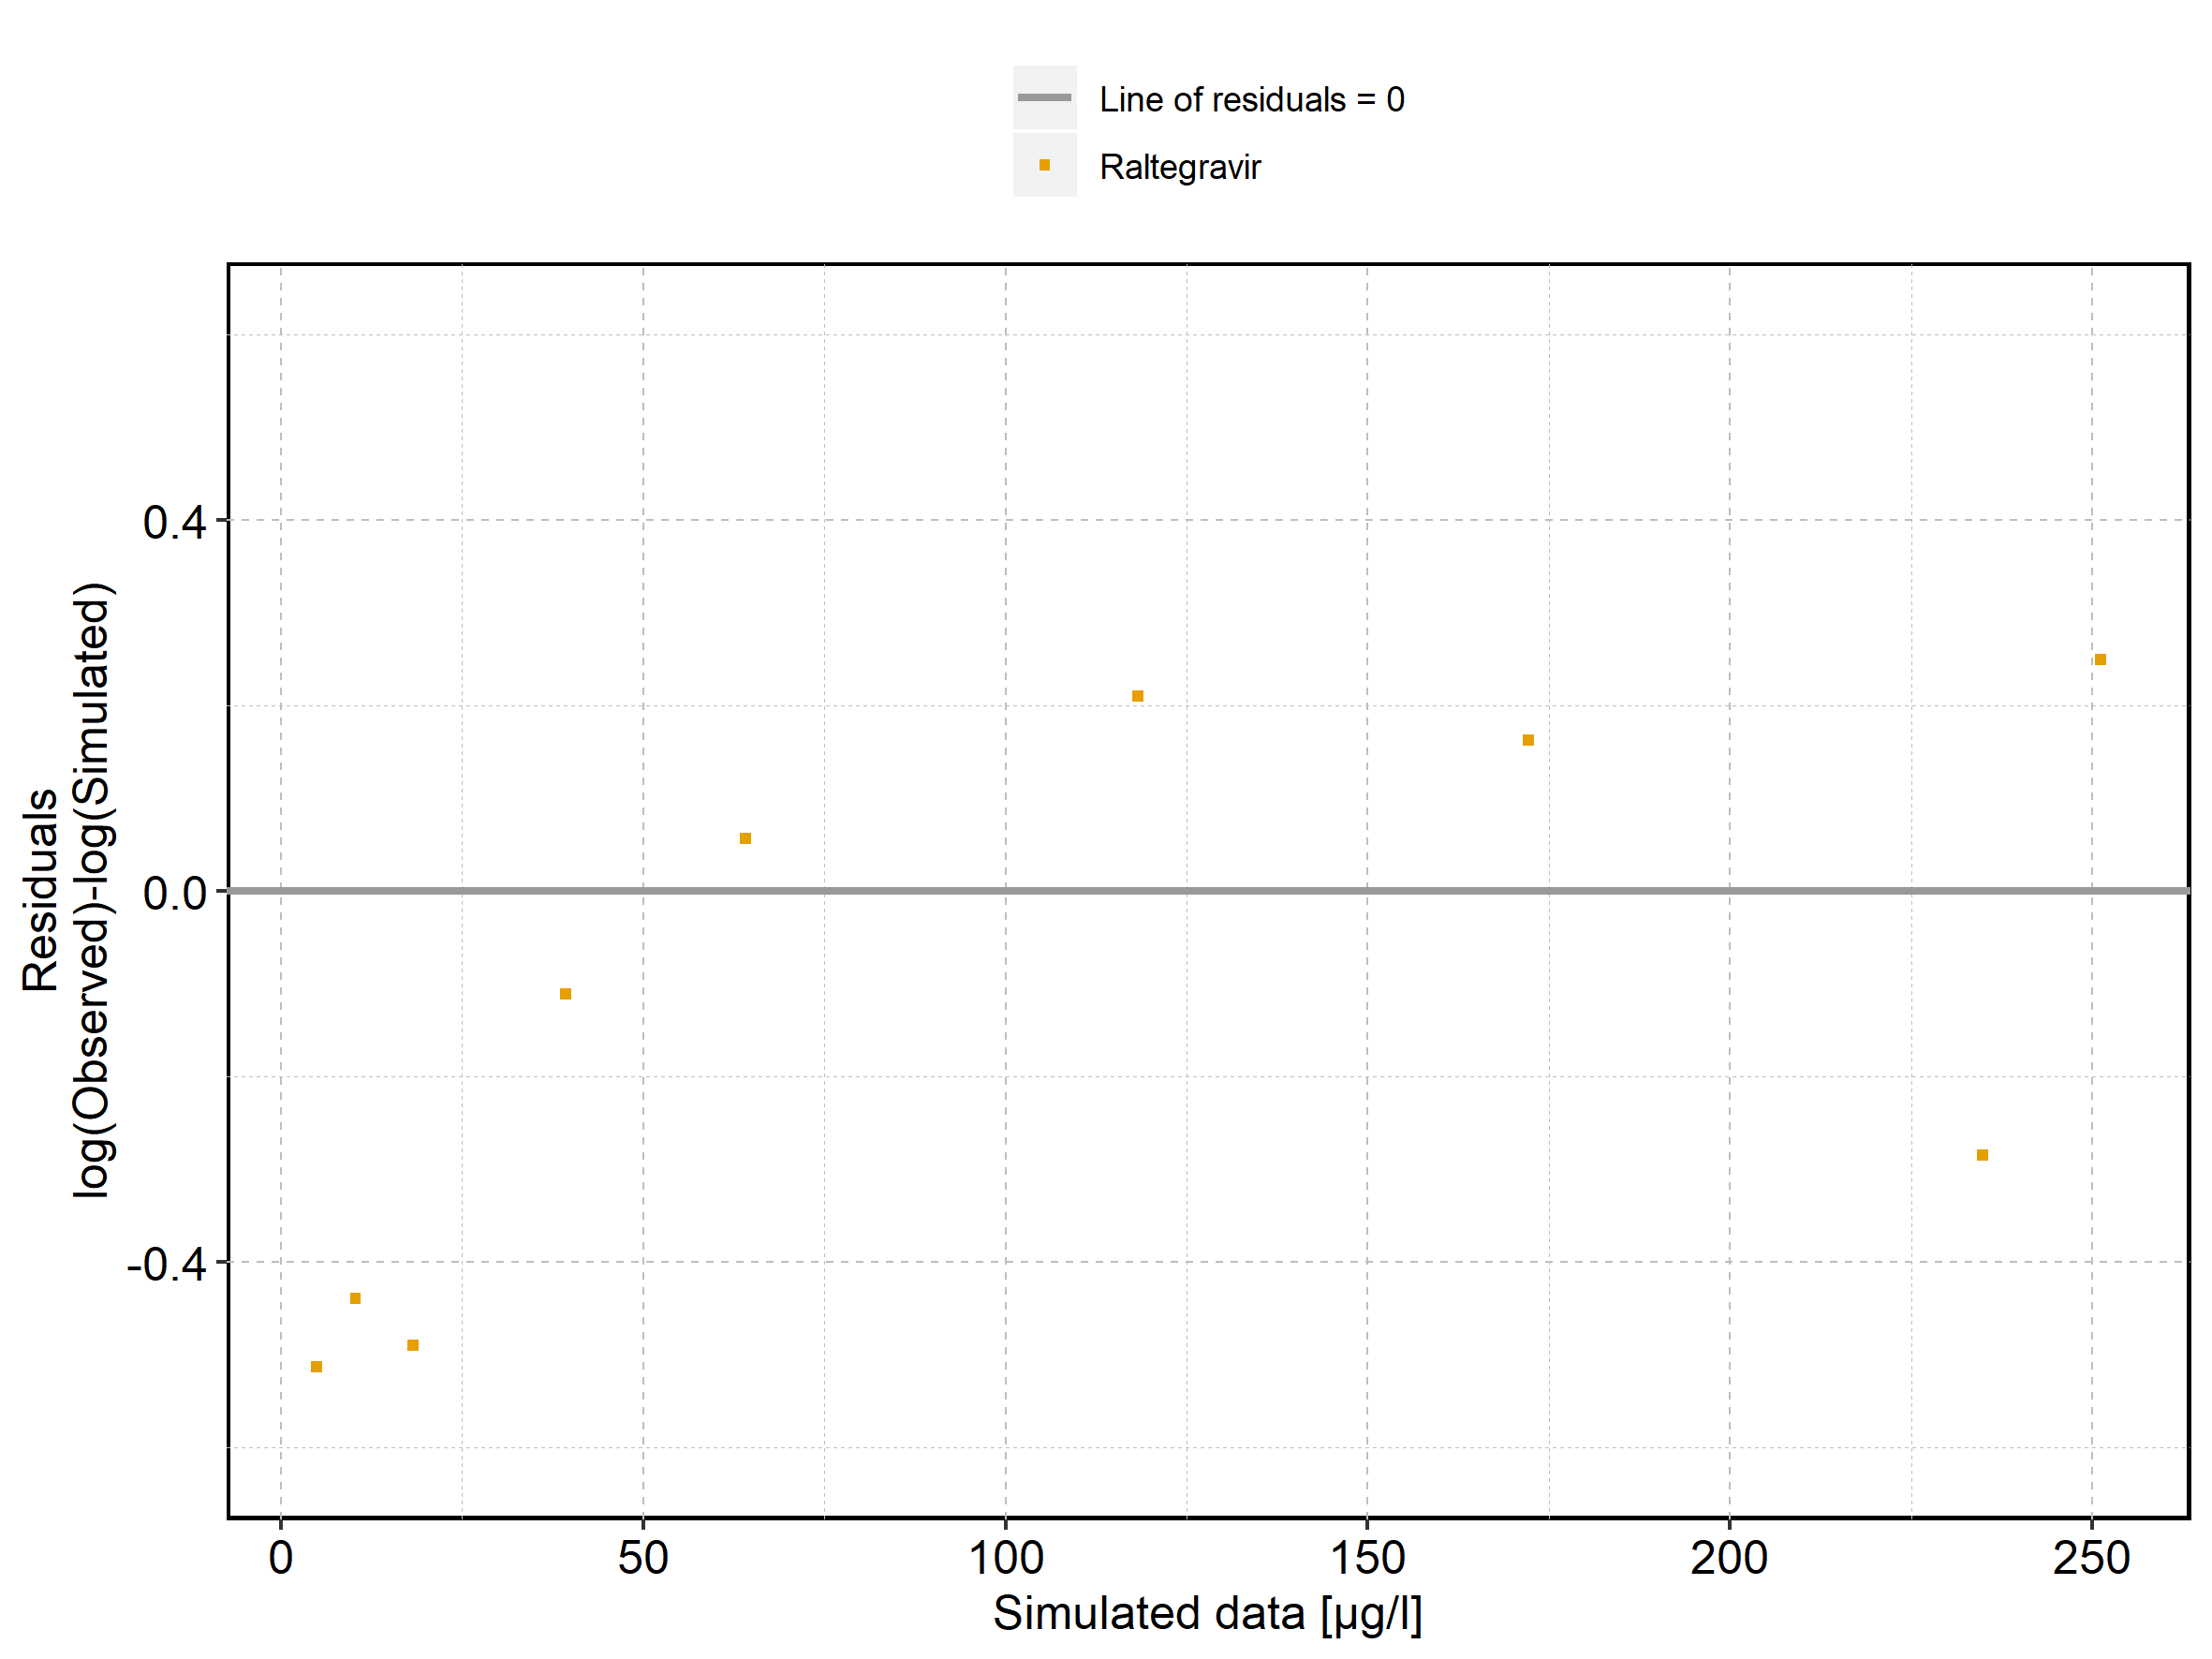 Line of residuals = 0
Raltegravir
Residuals
log(Observed)-log(Simulated)
0.4
0.0
-0.4
0 50 100 150 200 250
Simulated data [µg/l]